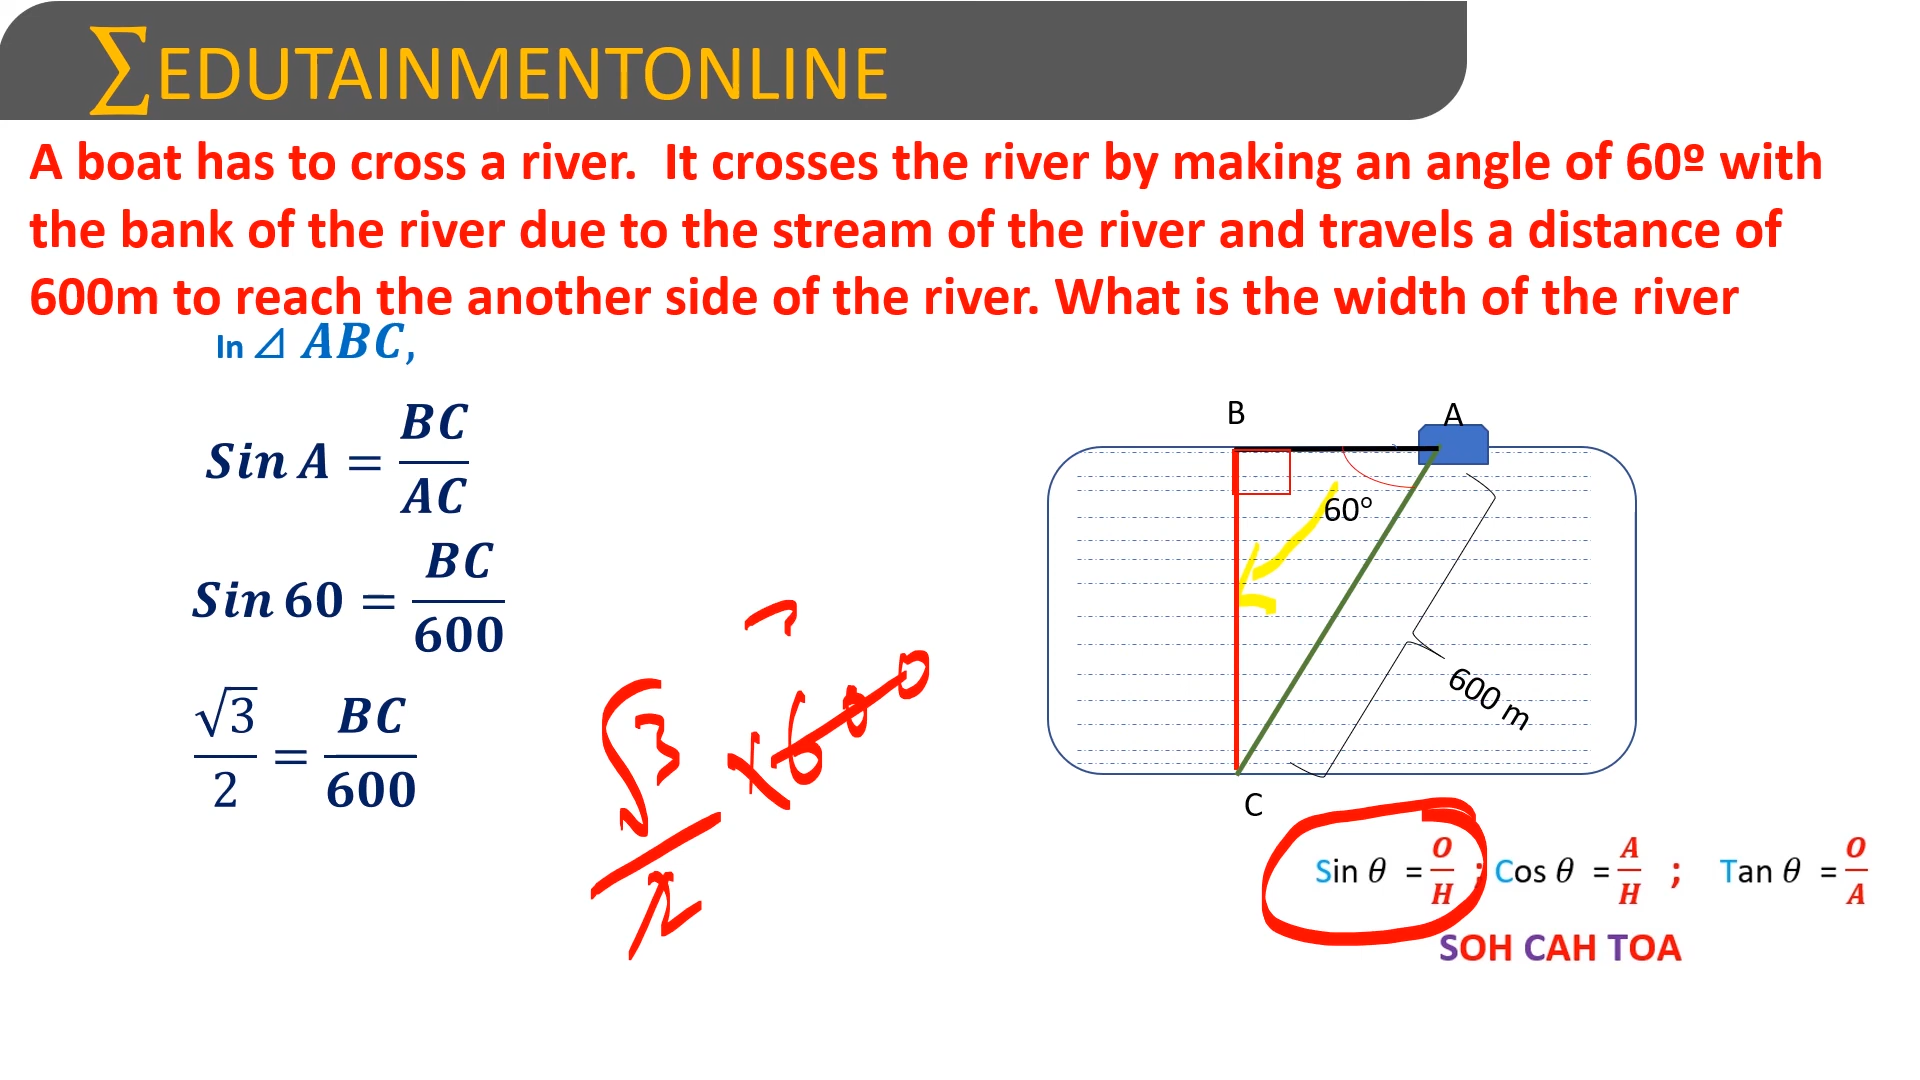 ∑EDUTAINMENTONLINE
A boat has to cross a river.  It crosses the river by making an angle of 60º with
the bank of the river due to the stream of the river and travels a distance of
600m to reach the another side of the river. What is the width of the river
In ⊿ ABC,
Sin A = BC/AC
Sin 60 = BC/600
√3/2 = BC/600
√3/2 × 600
B
A
60°
600 m
C
Sin θ = O/H ; Cos θ = A/H ; Tan θ = O/A
SOH CAH TOA